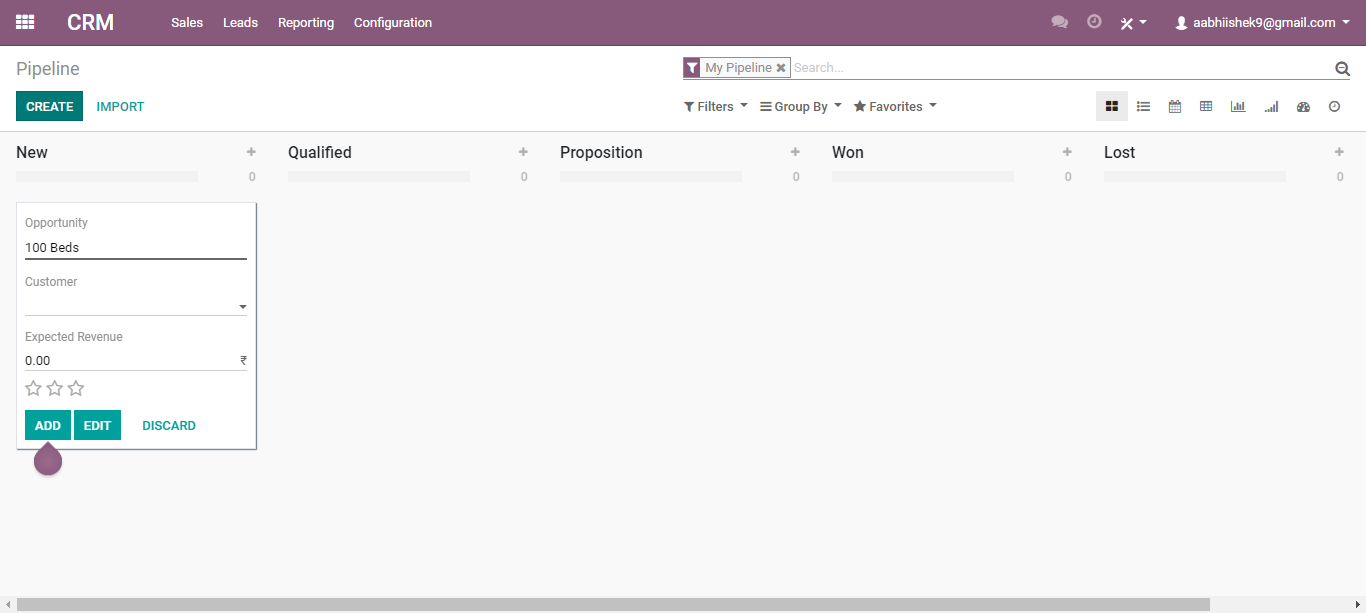 CRM Sales Leads Reporting Configuration aabhiishek9@gmail.com
Pipeline My Pipeline Search...
CREATE IMPORT Filters Group By Favorites
New Qualified Proposition Won Lost
0 0 0 0 0
Opportunity
100 Beds
Customer
Expected Revenue
0.00 ₹
ADD EDIT DISCARD